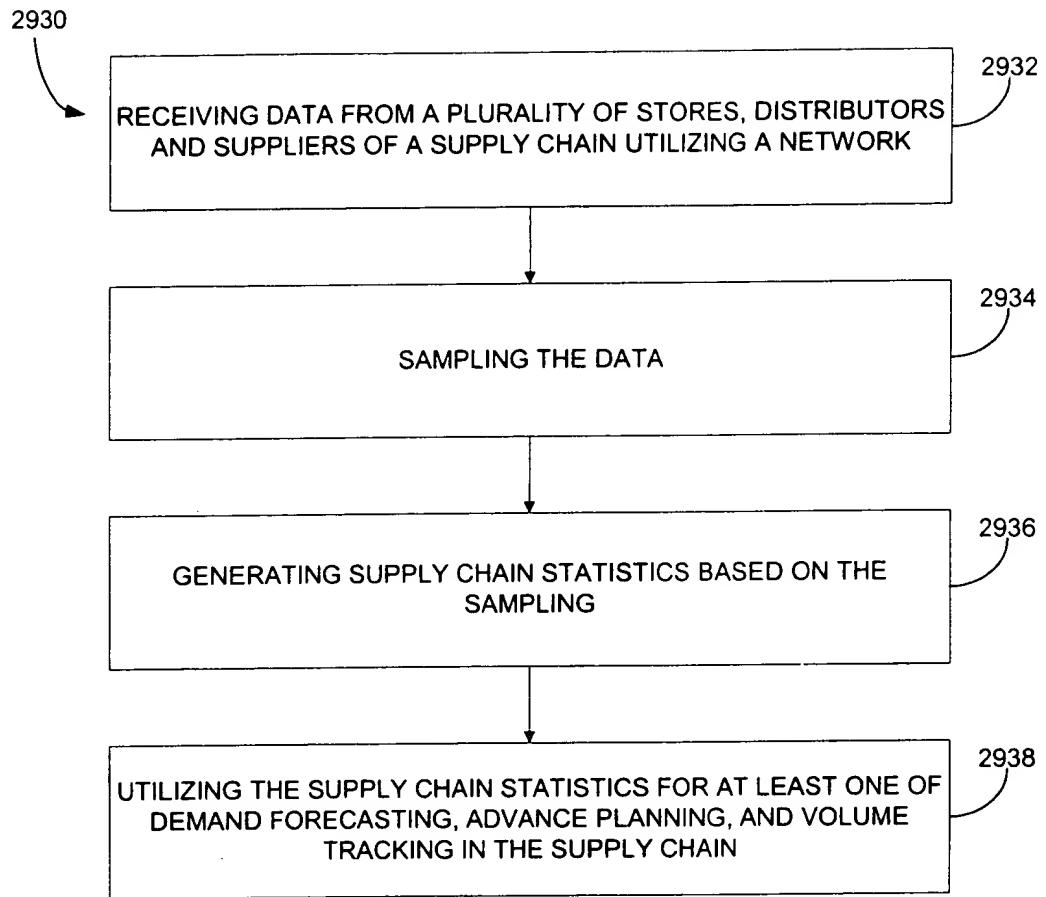 2930
2932
RECEIVING DATA FROM A PLURALITY OF STORES, DISTRIBUTORS
AND SUPPLIERS OF A SUPPLY CHAIN UTILIZING A NETWORK
2934
SAMPLING THE DATA
2936
GENERATING SUPPLY CHAIN STATISTICS BASED ON THE
SAMPLING
2938
UTILIZING THE SUPPLY CHAIN STATISTICS FOR AT LEAST ONE OF
DEMAND FORECASTING, ADVANCE PLANNING, AND VOLUME
TRACKING IN THE SUPPLY CHAIN